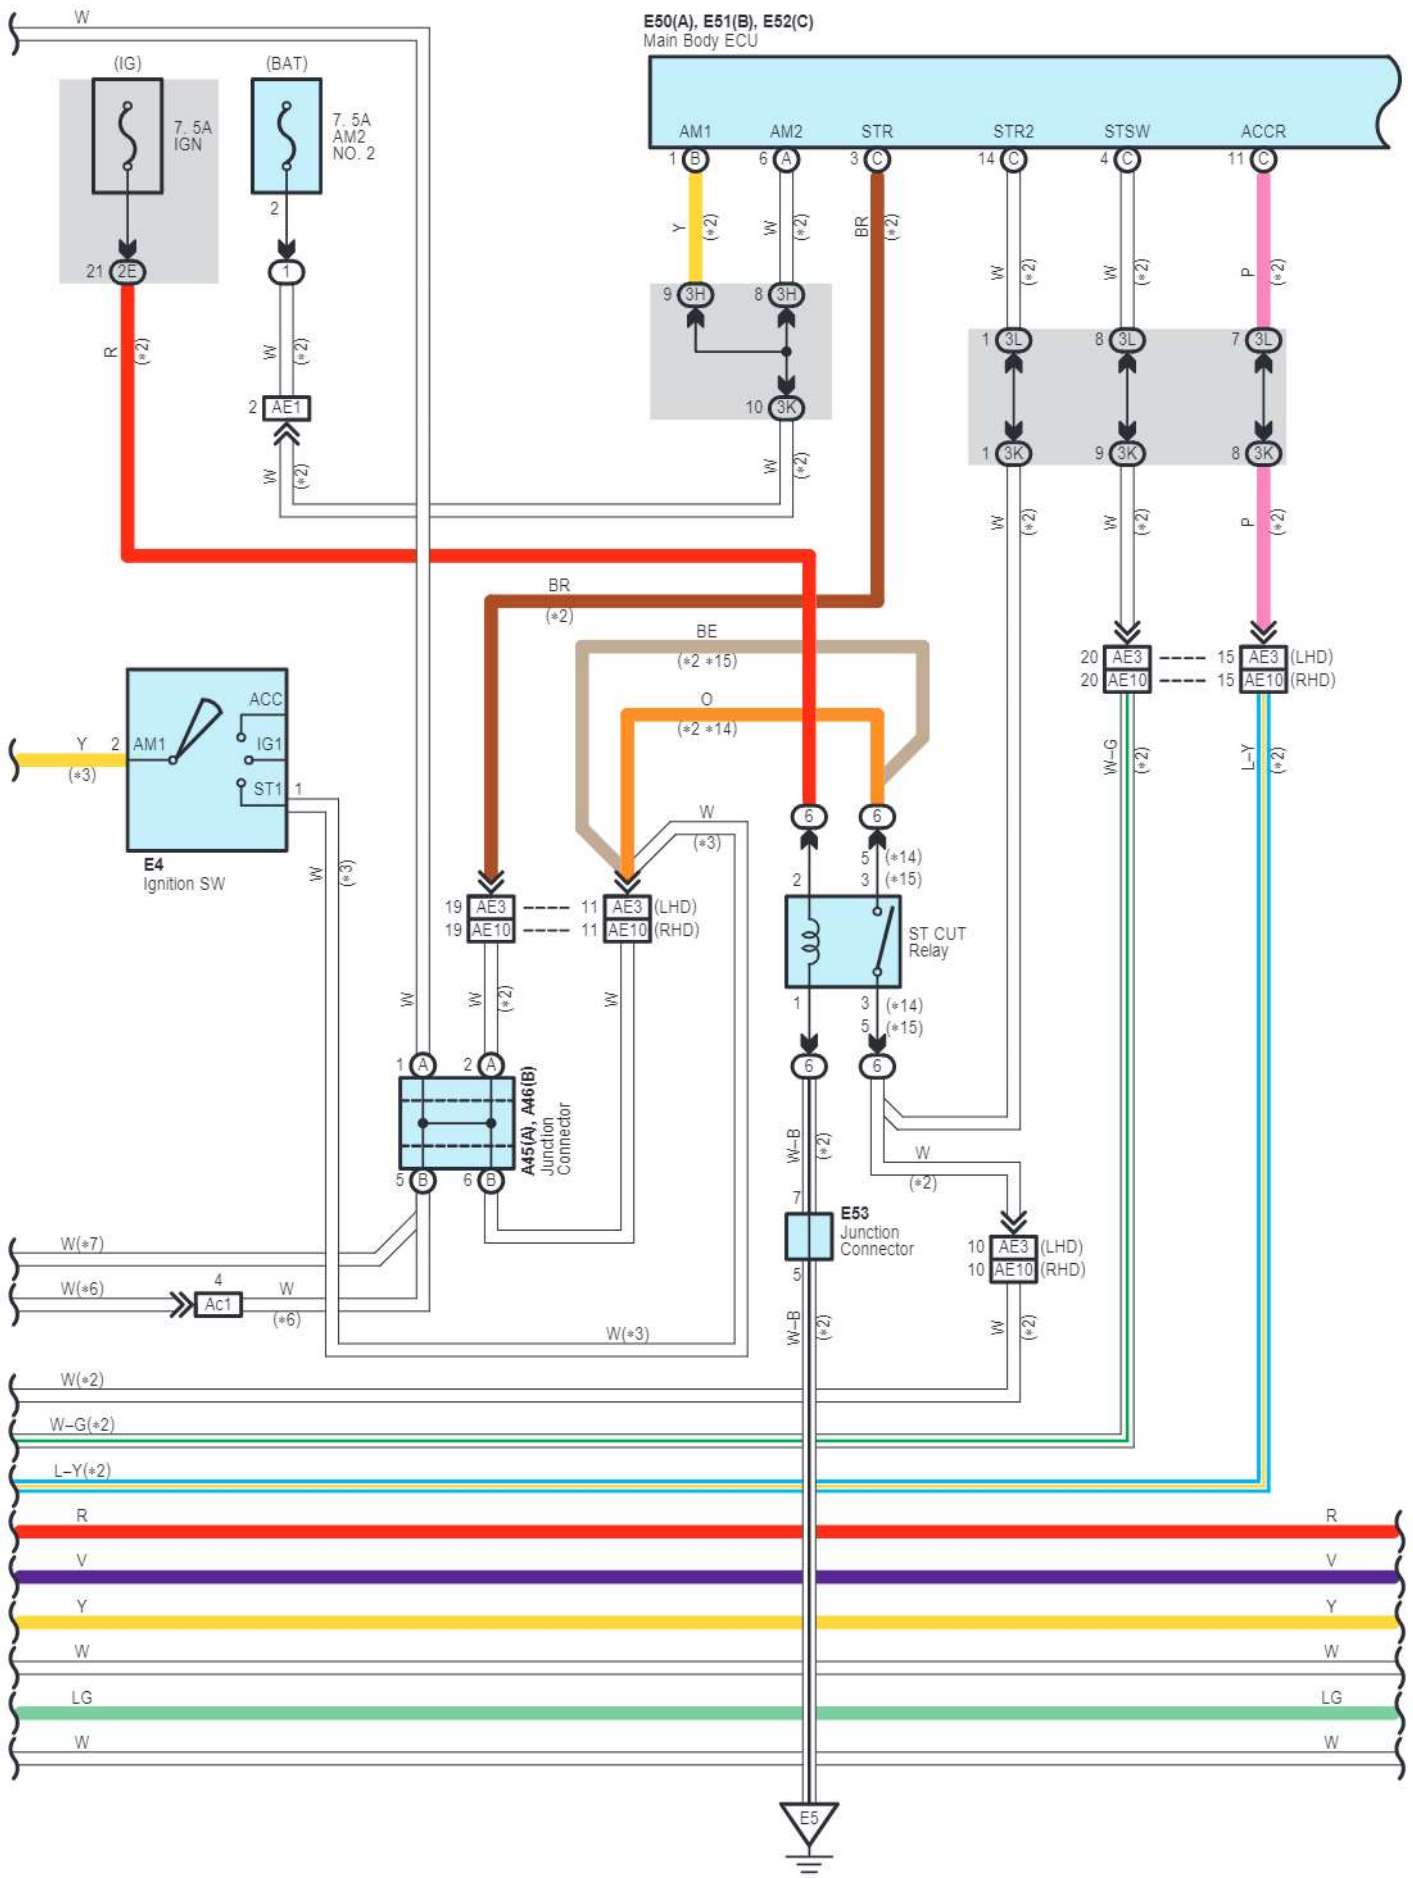 W
E50(A), E51(B), E52(C)
Main Body ECU
(IG)
(BAT)
7. 5A
IGN
7. 5A
AM2
NO. 2
AM1
AM2
STR
STR2
STSW
ACCR
1 B
6 A
3 C
14 C
4 C
11 C
2
Y
(*2)
W
(*2)
BR
(*2)
W
(*2)
W
(*2)
P
(*2)
21 2E
1
9 3H
8 3H
R
(*2)
W
(*2)
1 3L
8 3L
7 3L
2 AE1
10 3K
1 3K
9 3K
8 3K
W
(*2)
W
(*2)
W
(*2)
W
(*2)
P
(*2)
BR
(*2)
BE
(*2 *15)
20 AE3
15 AE3 (LHD)
20 AE10
15 AE10 (RHD)
O
(*2 *14)
ACC
Y
(*3)
2 AM1
IG1
ST1 1
W–G
(*2)
L–Y
(*2)
E4
Ignition SW
W
(*3)
W
(*3)
6
6
5 (*14)
2
3 (*15)
19 AE3
11 AE3 (LHD)
19 AE10
11 AE10 (RHD)
ST CUT
Relay
W
W
(*2)
W
1
3 (*14)
5 (*15)
1 A
2 A
6
6
A45(A), A46(B)
Junction
Connector
5 B
6 B
W–B
(*2)
W
(*2)
7
E53
Junction
Connector
5
10 AE3 (LHD)
10 AE10 (RHD)
W(*7)
W(*6)
4
Ac1
W
(*6)
W(*3)
W–B
(*2)
W
(*2)
W(*2)
W–G(*2)
L–Y(*2)
R
R
V
V
Y
Y
W
W
LG
LG
W
W
E5